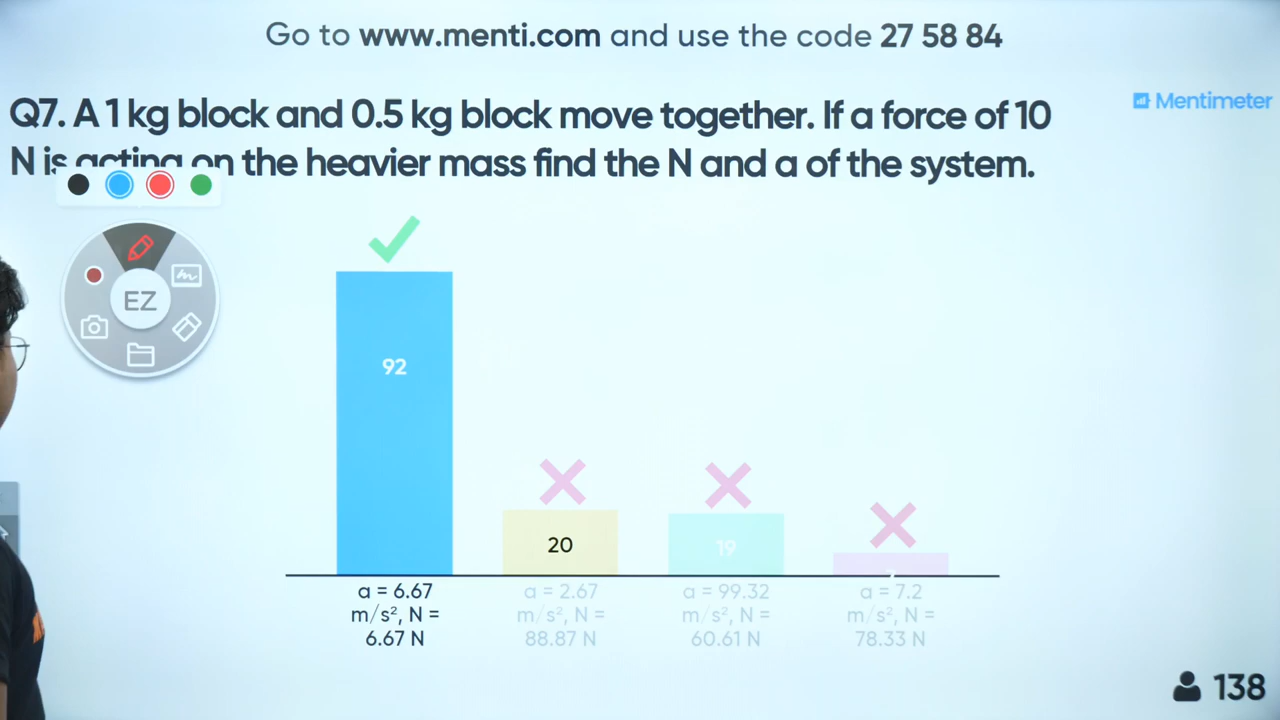 Go to www.menti.com and use the code 27 58 84
Q7. A 1 kg block and 0.5 kg block move together. If a force of 10
N is acting on the heavier mass find the N and a of the system.
Mentimeter
EZ
92
20
19
7
a = 6.67
m/s², N =
6.67 N
a = 2.67
m/s², N =
88.87 N
a = 99.32
m/s², N =
60.61 N
a = 7.2
m/s², N =
78.33 N
138